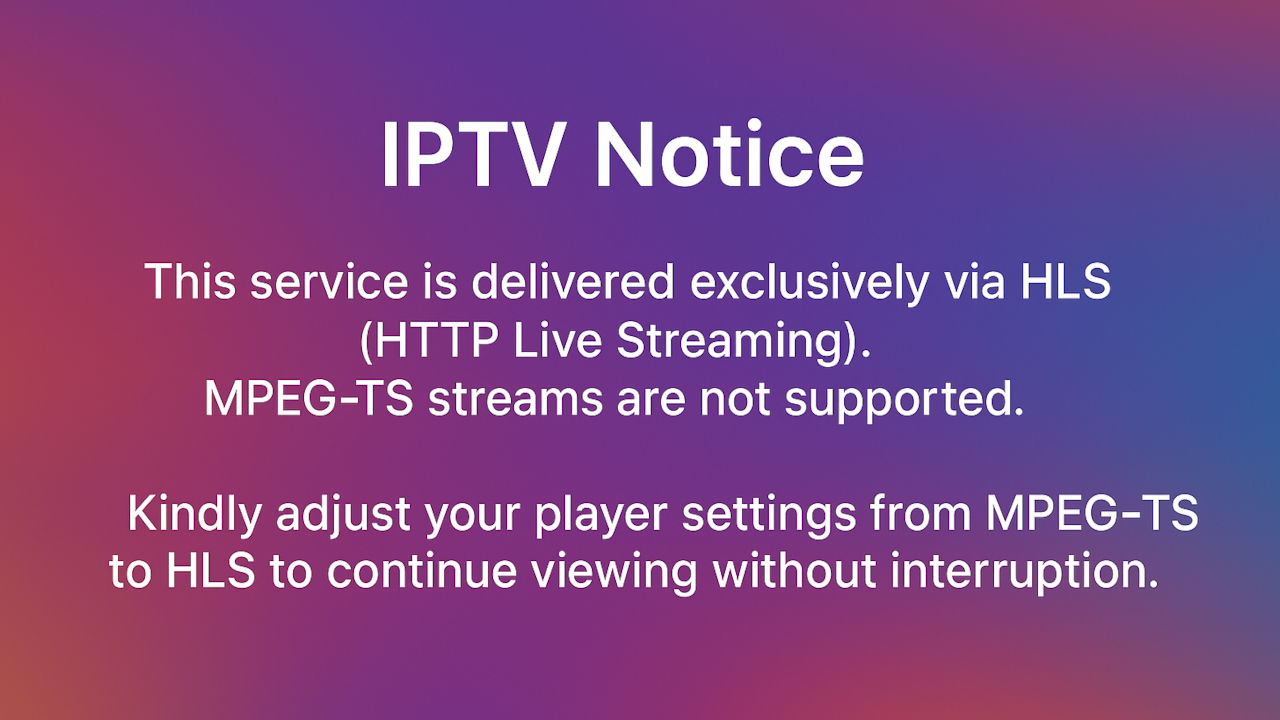 IPTV Notice
This service is delivered exclusively via HLS
(HTTP Live Streaming).
MPEG-TS streams are not supported.
Kindly adjust your player settings from MPEG-TS
to HLS to continue viewing without interruption.